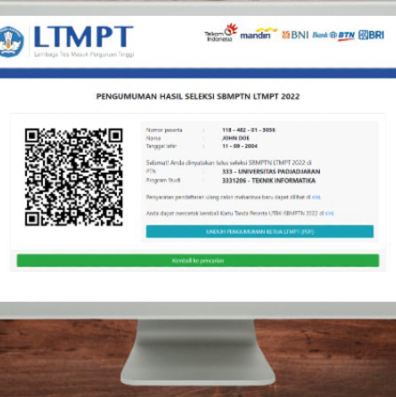 LTMPT
Lembaga Tes Masuk Perguruan Tinggi
Telkom Indonesia mandiri BNI Bank BTN BRI
PENGUMUMAN HASIL SELEKSI SBMPTN LTMPT 2022
Nomor peserta : 118 - 482 - 01 - 3056
Nama : JOHN DOE
Tanggal lahir : 11 - 09 - 2004
Selamat! Anda dinyatakan lulus seleksi SBMPTN LTMPT 2022 di
PTN : 333 - UNIVERSITAS PADJADJARAN
Program Studi : 3331206 - TEKNIK INFORMATIKA
Persyaratan pendaftaran ulang calon mahasiswa baru dapat dilihat di sini.
Anda dapat mencetak kembali Kartu Tanda Peserta UTBK-SBMPTN 2022 di sini.
UNDUH PENGUMUMAN KETUA LTMPT (PDF)
Kembali ke pencarian